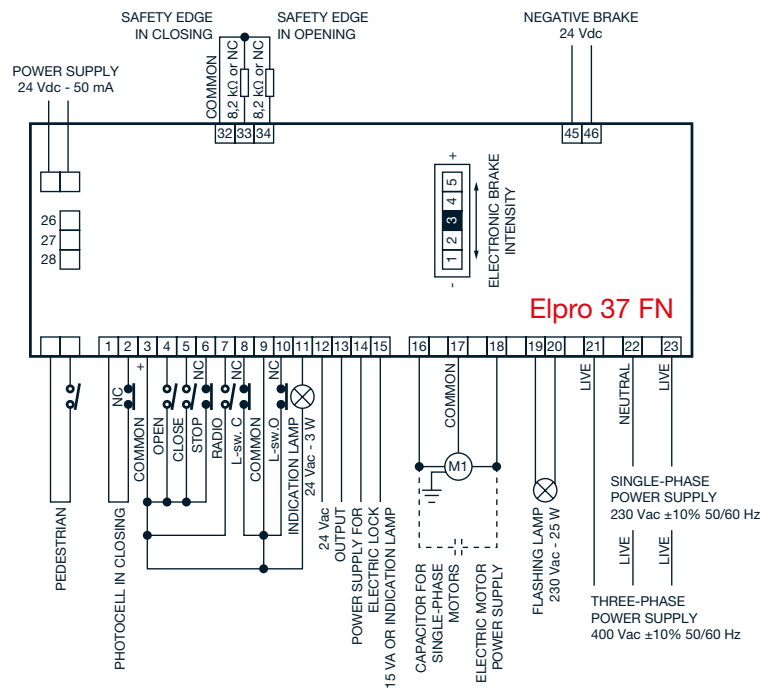 SAFETY EDGE
IN CLOSING
SAFETY EDGE
IN OPENING
NEGATIVE BRAKE
24 Vdc
POWER SUPPLY
24 Vdc - 50 mA
COMMON
8,2 kΩ or NC
8,2 kΩ or NC
32 33 34
45 46
+
5
4
3
2
1
-
ELECTRONIC BRAKE
INTENSITY
26
27
28
Elpro 37 FN
1 2 3 4 5 6 7 8 9 10 11 12 13 14 15 16 17 18 19 20 21 22 23
PEDESTRIAN
NC
PHOTOCELL IN CLOSING
+
COMMON
OPEN
CLOSE
NC
STOP
RADIO
NC
L-sw. C
COMMON
NC
L-sw.O
INDICATION LAMP
24 Vac - 3 W
24 Vac
OUTPUT
POWER SUPPLY FOR
ELECTRIC LOCK
15 VA OR INDICATION LAMP
COMMON
M1
CAPACITOR FOR
SINGLE-PHASE
MOTORS
ELECTRIC MOTOR
POWER SUPPLY
FLASHING LAMP
230 Vac - 25 W
LIVE
NEUTRAL
LIVE
SINGLE-PHASE
POWER SUPPLY
230 Vac ±10% 50/60 Hz
LIVE
LIVE
THREE-PHASE
POWER SUPPLY
400 Vac ±10% 50/60 Hz